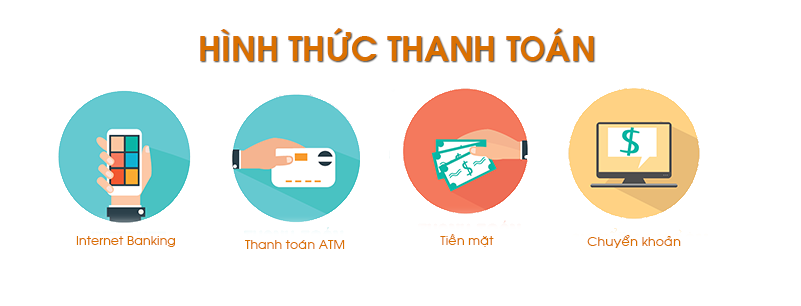 HÌNH THỨC THANH TOÁN
Internet Banking
Thanh toán ATM
Tiền mặt
Chuyển khoản
$
$